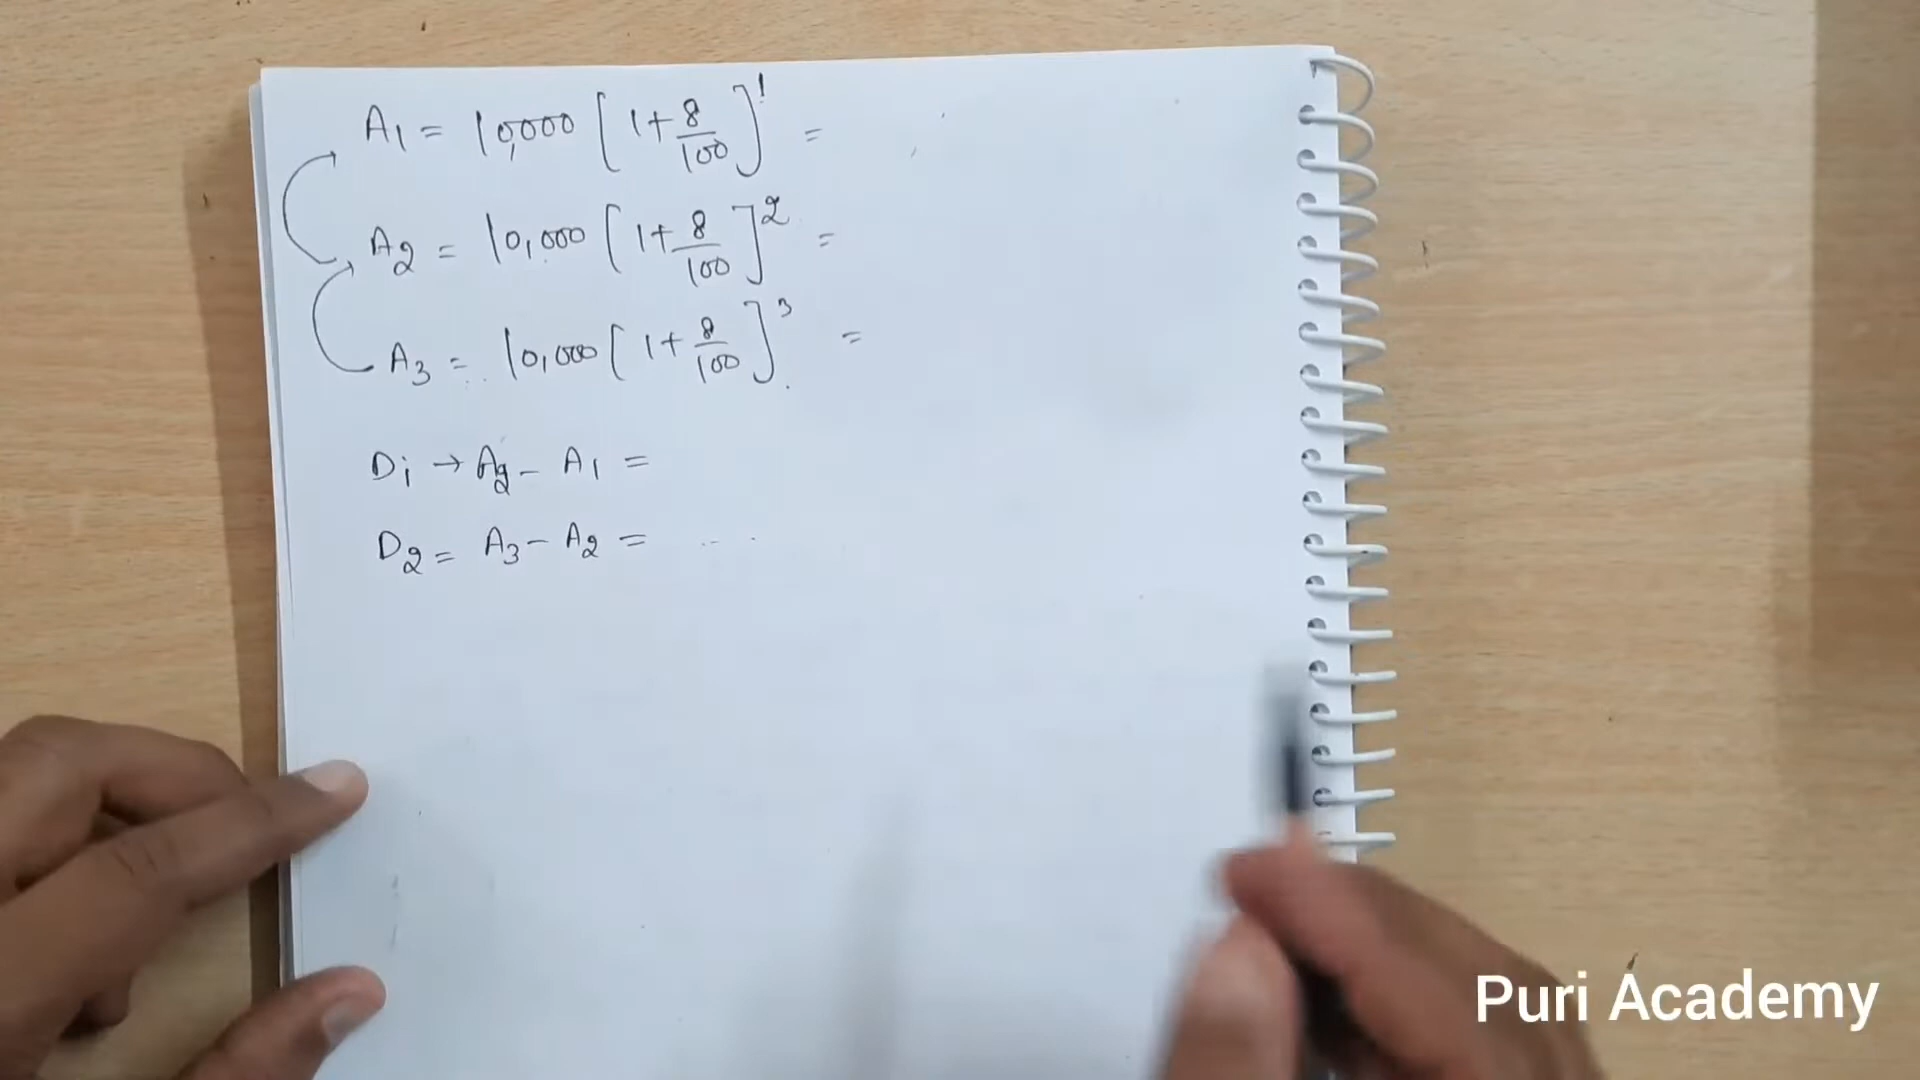 A₁ = 10,000 [1+8/100]¹ =
A₂ = 10,000 [1+8/100]² =
A₃ = 10,000 [1+8/100]³ =
D₁ → A₂ - A₁ =
D₂ = A₃ - A₂ =
Puri Academy